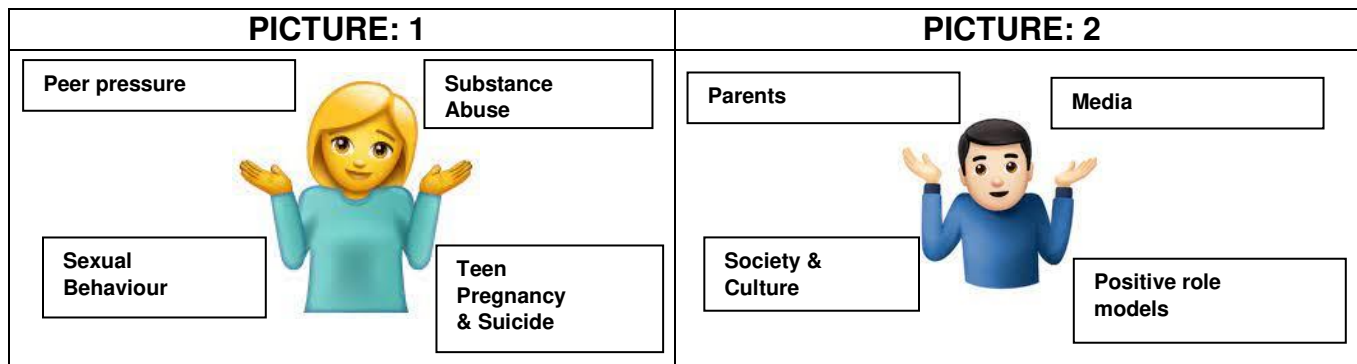 PICTURE: 1
Peer pressure
Substance
Abuse
Sexual
Behaviour
Teen
Pregnancy
& Suicide
PICTURE: 2
Parents
Media
Society &
Culture
Positive role
models